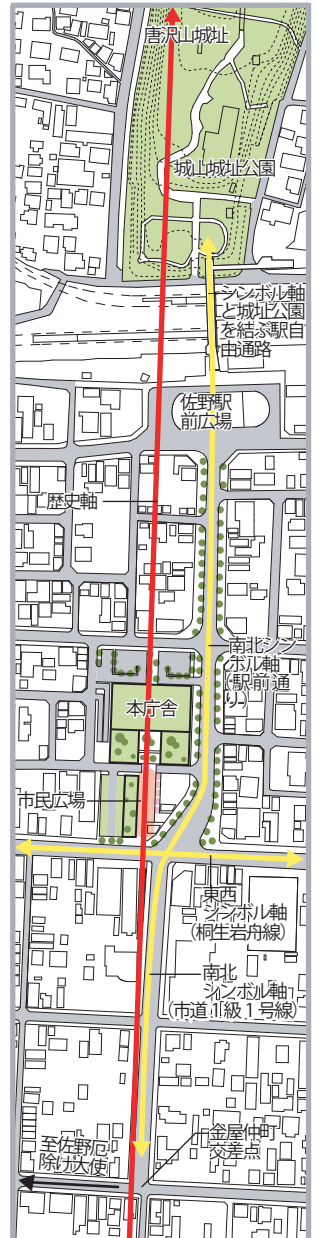 唐沢山城址
城山城址公園
シンボル軸
と城址公園
を結ぶ駅自
由通路
佐野駅
前広場
歴史軸
南北シン
ボル軸
(駅前通
り)
本庁舎
市民広場
東西
シンボル軸
(桐生岩舟線)
南北
シンボル軸
(市道1級1号線)
金屋仲町
交差点
至佐野厄
除け大使